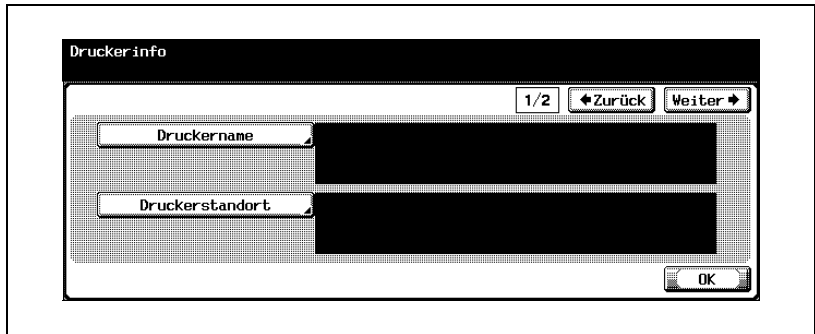 Druckerinfo
1/2 ←Zurück Weiter→
Druckername
Druckerstandort
OK